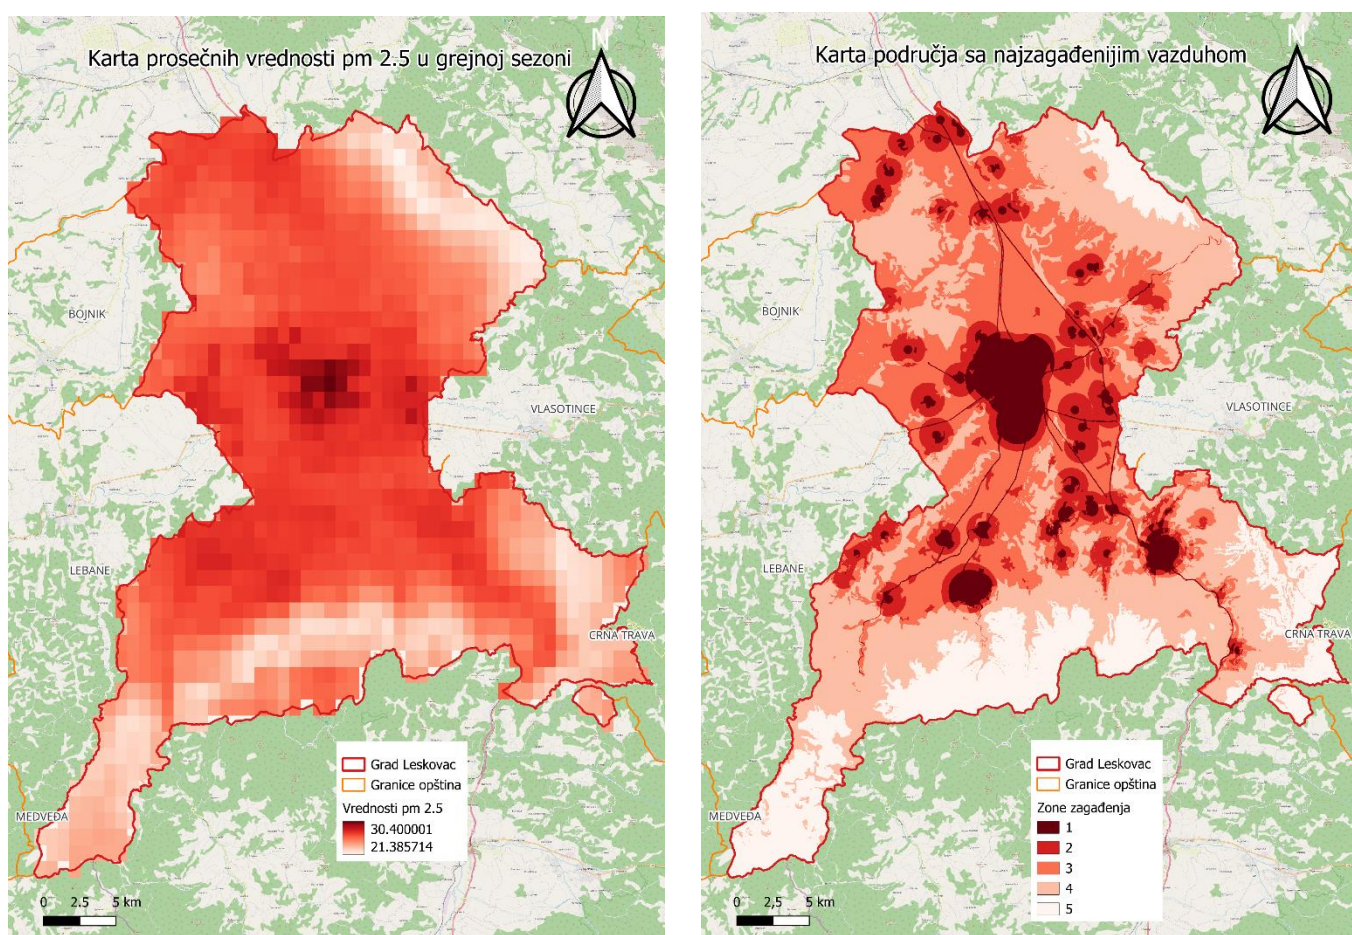 Karta prosečnih vrednosti pm 2.5 u grejnoj sezoni
N
BOJNIK
VLASOTINCE
LEBANE
CRNA TRAVA
MEDVEĐA
Grad Leskovac
Granice opština
Vrednosti pm 2.5
30.400001
21.385714
0 2.5 5 km
Karta područja sa najzagađenijim vazduhom
N
BOJNIK
VLASOTINCE
LEBANE
CRNA TRAVA
MEDVEĐA
Grad Leskovac
Granice opština
Zone zagađenja
1
2
3
4
5
0 2,5 5 km